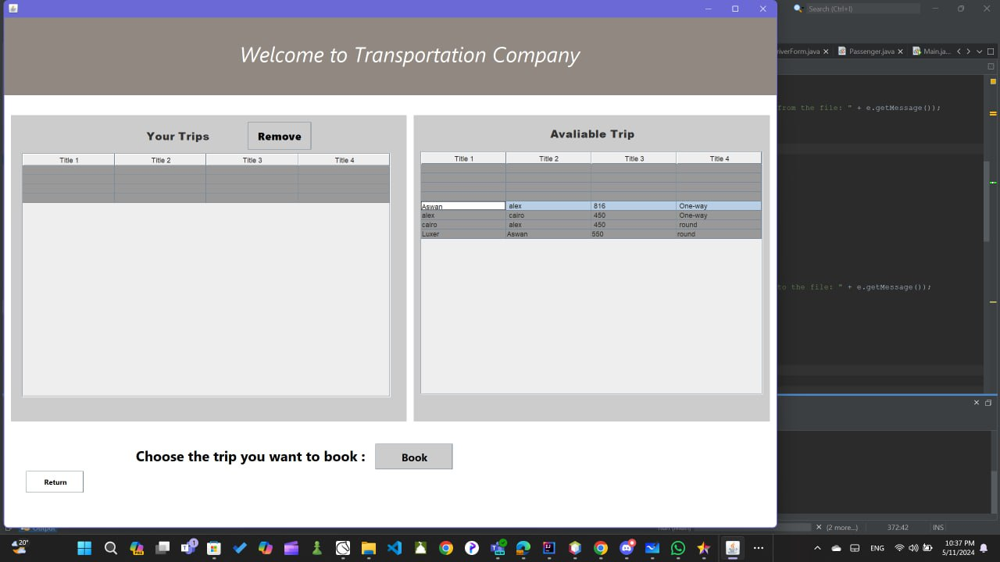 Search (Ctrl+I)
Welcome to Transportation Company
riverForm.java
Passenger.java
Main.ja...
from the file: " + e.getMessage());
Your Trips
Remove
Title 1 Title 2 Title 3 Title 4
Avaliable Trip
Title 1 Title 2 Title 3 Title 4
Aswan alex 816 One-way
alex cairo 450 One-way
cairo alex 450 round
Luxer Aswan 550 round
to the file: " + e.getMessage());
Choose the trip you want to book :
Book
Return
Output
(2 more...)
372:42
INS
20°
1
ENG
10:37 PM
5/11/2024